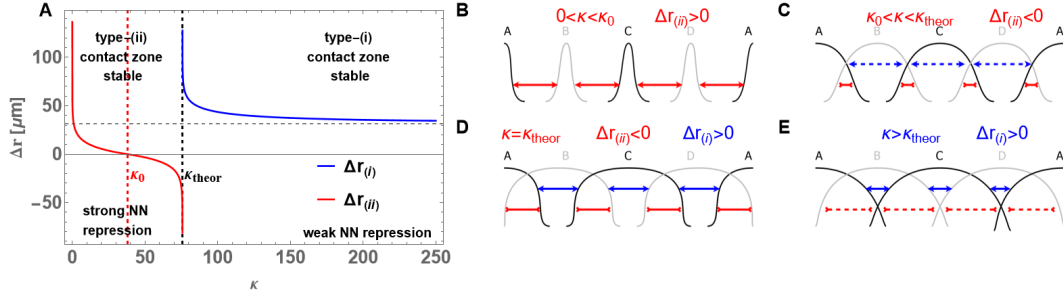 A
type-(ii)
contact zone
stable
type-(i)
contact zone
stable
Δr [μm]
100
50
0
−50
κ₀
κtheor
Δr(i)
Δr(ii)
strong NN
repression
weak NN repression
0
50
100
150
200
250
κ
B
0<κ<κ₀ Δr(ii)>0
A B C D A
C
κ₀<κ<κtheor Δr(ii)<0
A B C D A
D
κ=κtheor Δr(ii)<0 Δr(i)>0
A B C D A
E
κ>κtheor Δr(i)>0
A B C D A